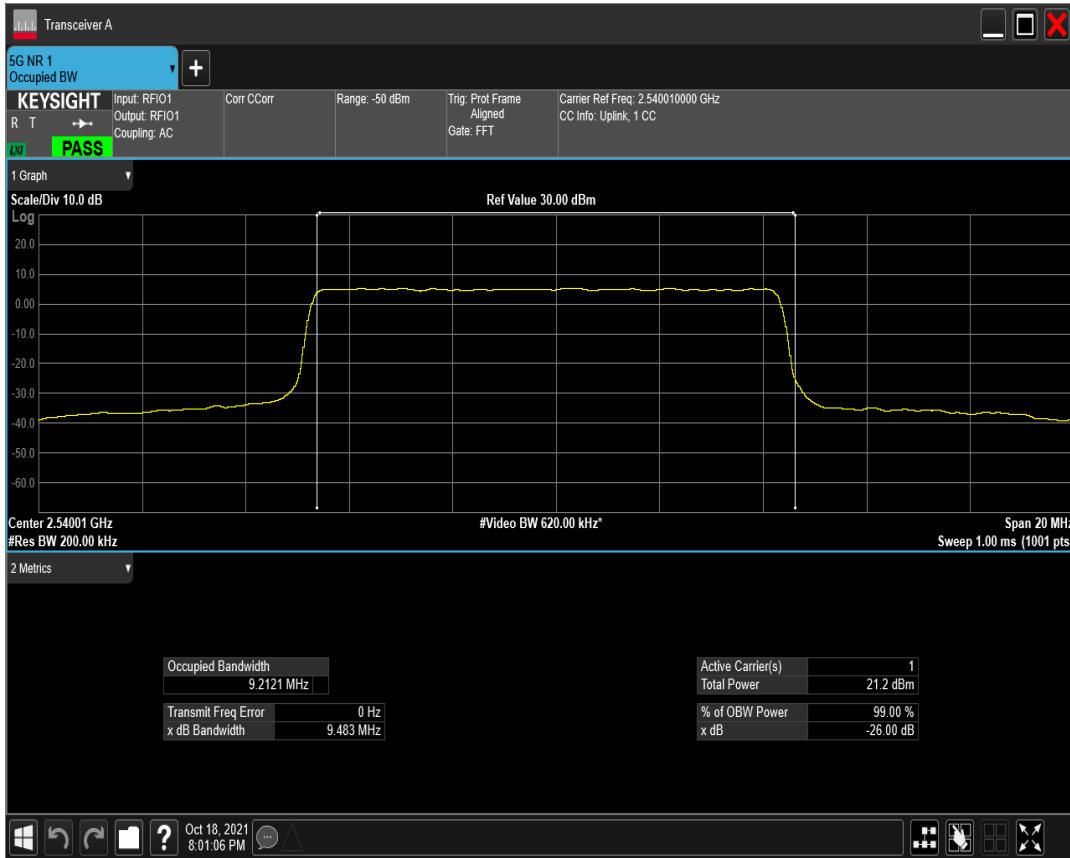 Transceiver A
5G NR 1
Occupied BW
KEYSIGHT
R T
LXI
PASS
Input: RFIO1
Output: RFIO1
Coupling: AC
Corr CCorr
Range: -50 dBm
Trig: Prot Frame
Aligned
Gate: FFT
Carrier Ref Freq: 2.540010000 GHz
CC Info: Uplink, 1 CC
1 Graph
Scale/Div 10.0 dB
Ref Value 30.00 dBm
Log
20.0
10.0
0.00
-10.0
-20.0
-30.0
-40.0
-50.0
-60.0
Center 2.54001 GHz
#Video BW 620.00 kHz*
Span 20 MHz
#Res BW 200.00 kHz
Sweep 1.00 ms (1001 pts
2 Metrics
Occupied Bandwidth
9.2121 MHz
Transmit Freq Error 0 Hz
x dB Bandwidth 9.483 MHz
Active Carrier(s) 1
Total Power 21.2 dBm
% of OBW Power 99.00 %
x dB -26.00 dB
?
Oct 18, 2021
8:01:06 PM